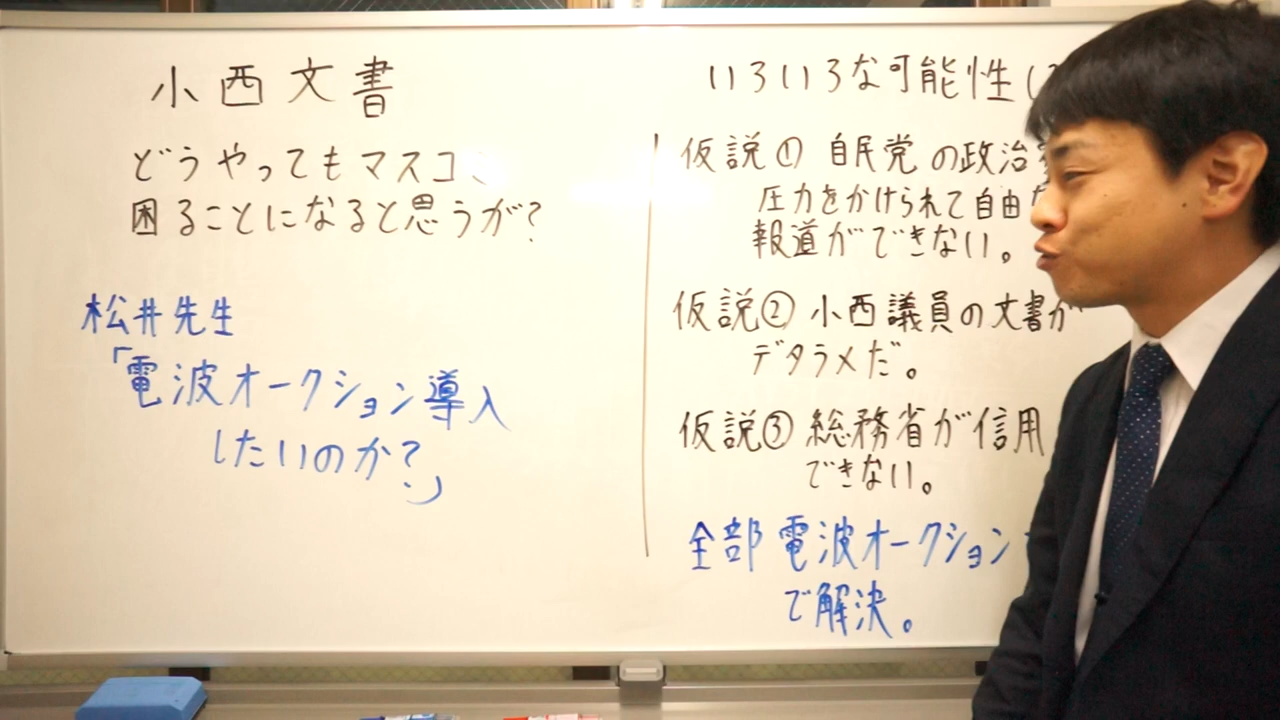 小西文書
どうやってもマスコ
困ることになると思うが？
松井先生
「電波オークション導入
したいのか？」
いろいろな可能性
仮説① 自民党の政治
圧力をかけられて自由
報道ができない。
仮説② 小西議員の文書が
デタラメだ。
仮説③ 総務省が信用
できない。
全部電波オークション
で解決。